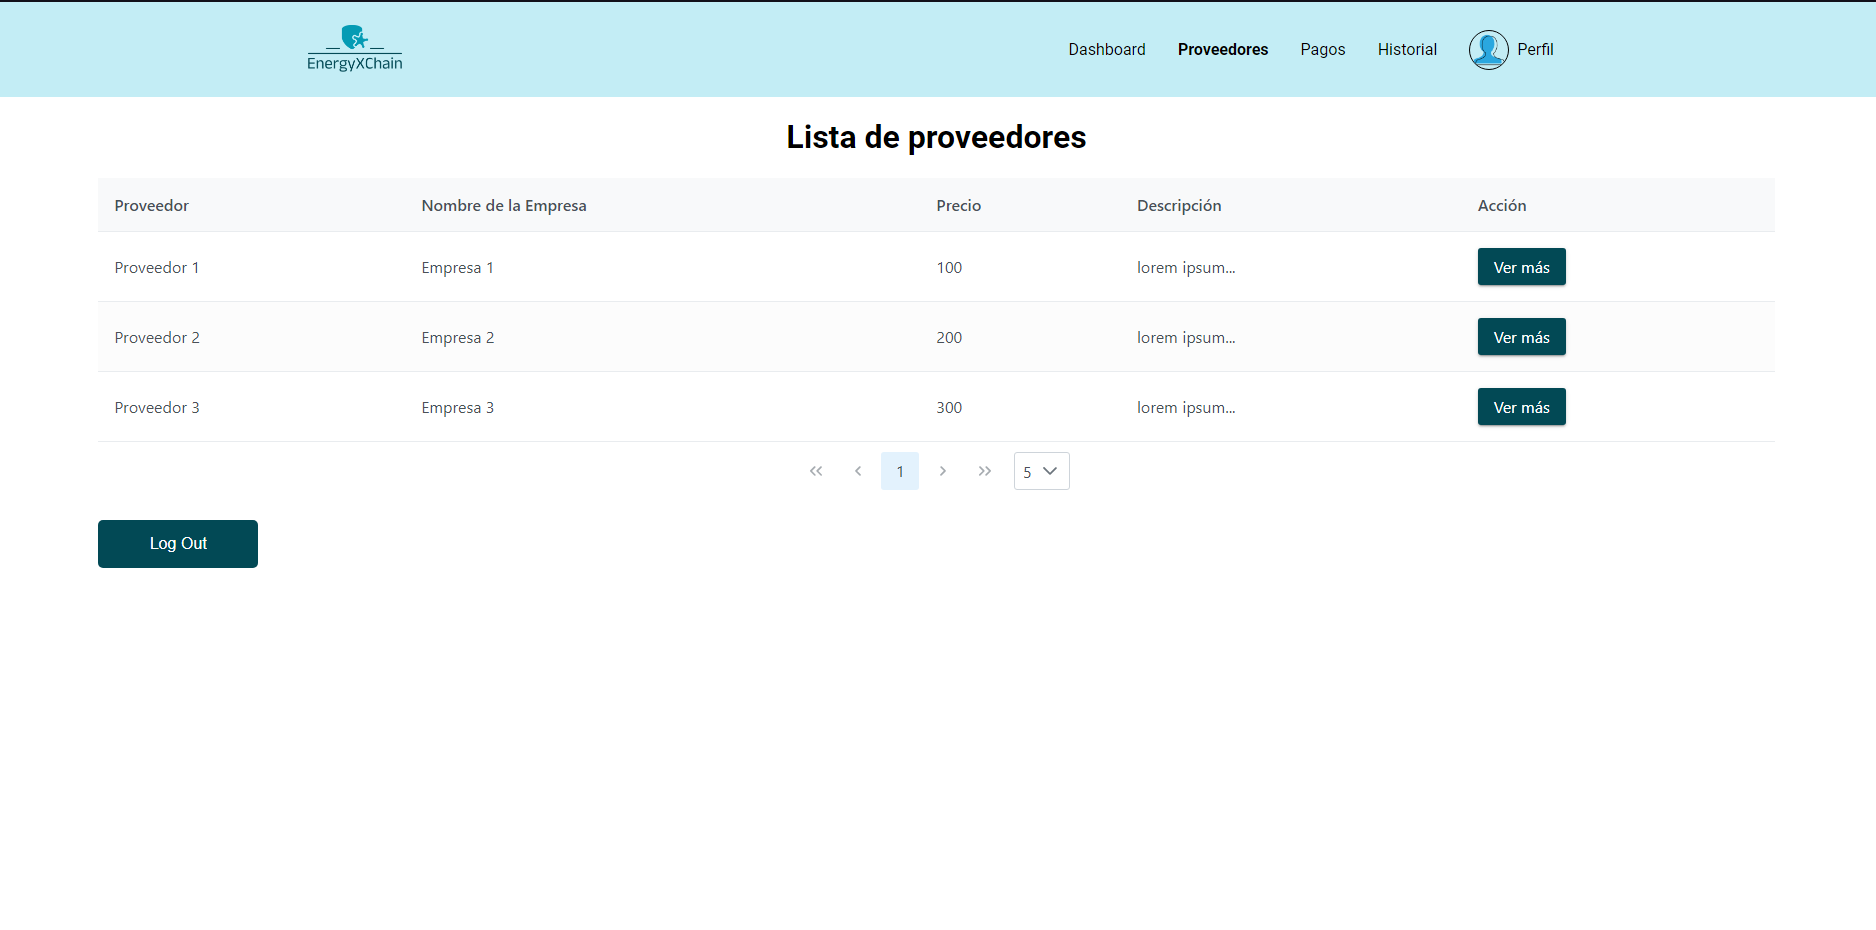 EnergyXChain
Dashboard Proveedores Pagos Historial Perfil
Lista de proveedores
Proveedor Nombre de la Empresa Precio Descripción Acción
Proveedor 1 Empresa 1 100 lorem ipsum... Ver más
Proveedor 2 Empresa 2 200 lorem ipsum... Ver más
Proveedor 3 Empresa 3 300 lorem ipsum... Ver más
1 5
Log Out